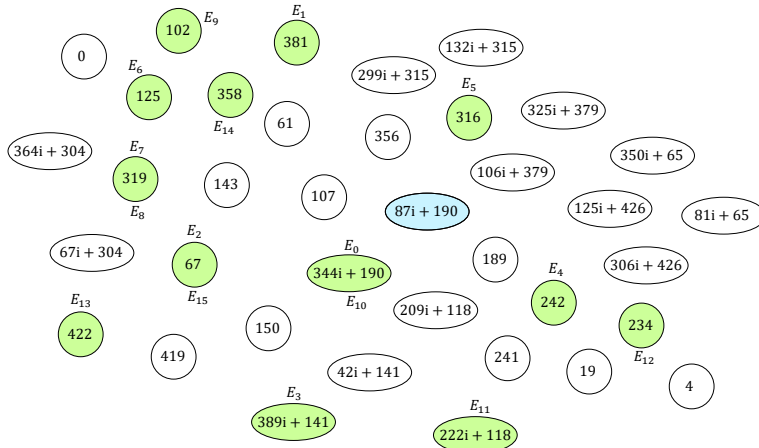 E₉
E₁
102
381
132i + 315
0
299i + 315
E₆
E₅
125
358
325i + 379
316
E₁₄
61
356
364i + 304
E₇
350i + 65
106i + 379
319
143
107
E₈
87i + 190
125i + 426
81i + 65
E₂
E₀
67i + 304
67
189
306i + 426
344i + 190
E₄
E₁₅
E₁₀
E₁₃
242
209i + 118
234
422
150
419
241
E₁₂
42i + 141
19
4
E₃
E₁₁
389i + 141
222i + 118